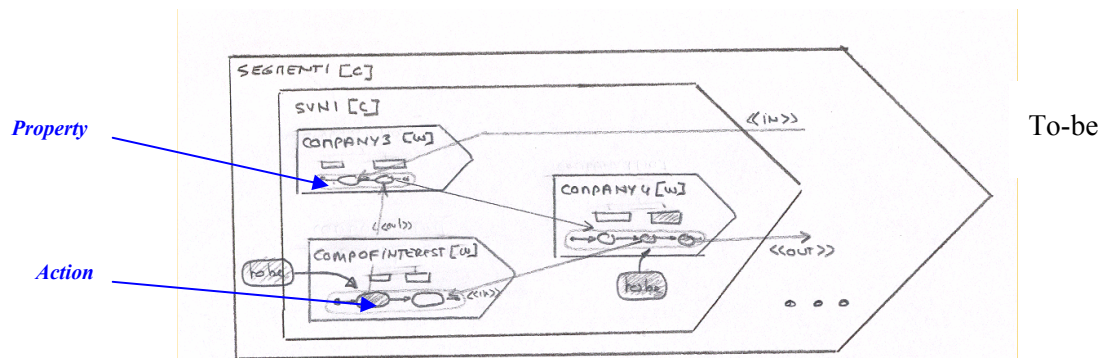 SEGMENT1 [C]
SVN1 [C]
Property
To-be
<<IN>>
COMPANY3 [W]
COMPANY4 [W]
<<OUT>>
COMPOFINTEREST [W]
<<OUT>>
Action
to be
<<IN>>
to be